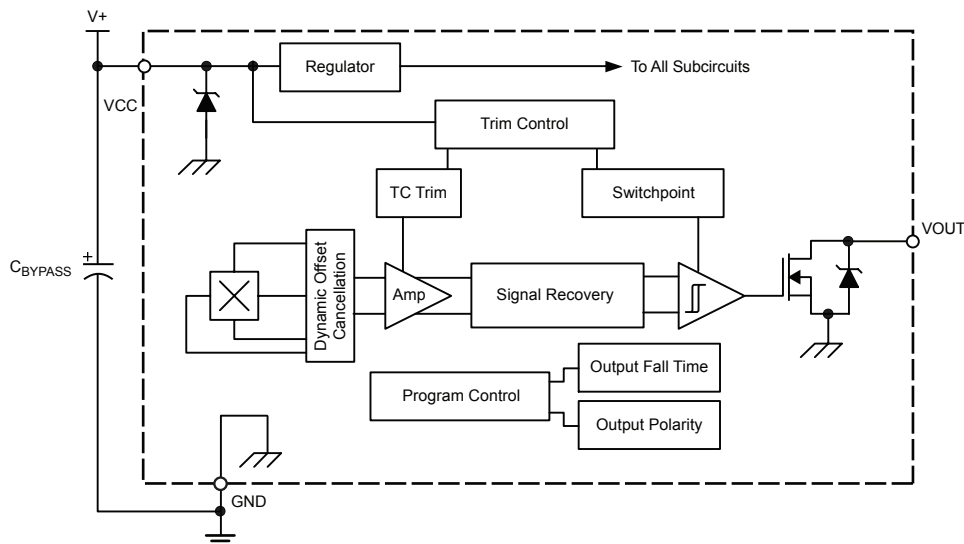 V+
Regulator
To All Subcircuits
VCC
Trim Control
TC Trim
Switchpoint
VOUT
+
CBYPASS
Dynamic Offset
Cancellation
Amp
Signal Recovery
Output Fall Time
Program Control
Output Polarity
GND